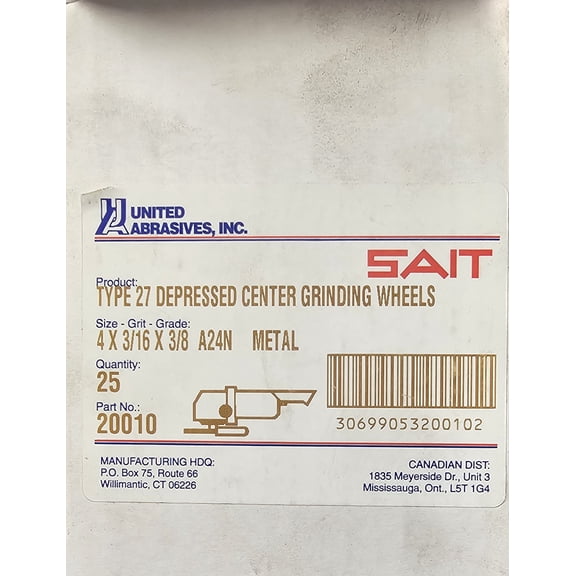 UNITED
ABRASIVES, INC.
SAIT
Product:
TYPE 27 DEPRESSED CENTER GRINDING WHEELS
Size - Grit - Grade:
4 X 3/16 X 3/8 A24N METAL
Quantity:
25
Part No.:
20010
30699053200102
MANUFACTURING HDQ:
P.O. Box 75, Route 66
Willimantic, CT 06226
CANADIAN DIST:
1835 Meyerside Dr., Unit 3
Mississauga, Ont., L5T 1G4